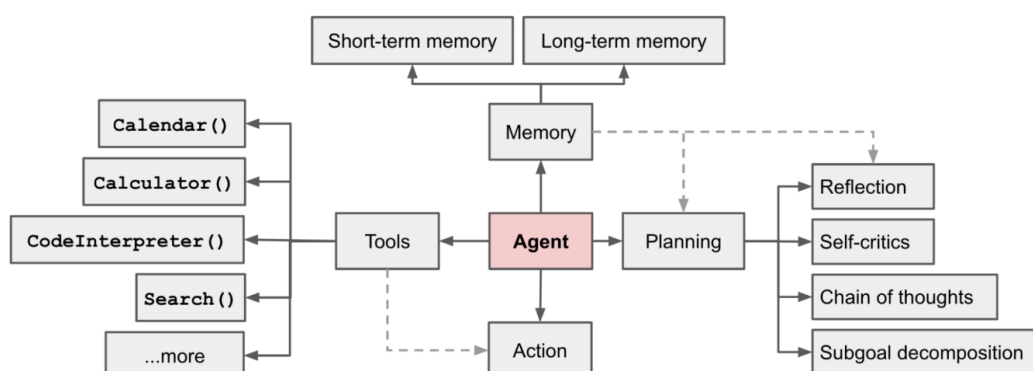 Short-term memory
Long-term memory
Calendar()
Memory
Calculator()
Reflection
CodeInterpreter()
Tools
Agent
Planning
Self-critics
Search()
Chain of thoughts
...more
Action
Subgoal decomposition